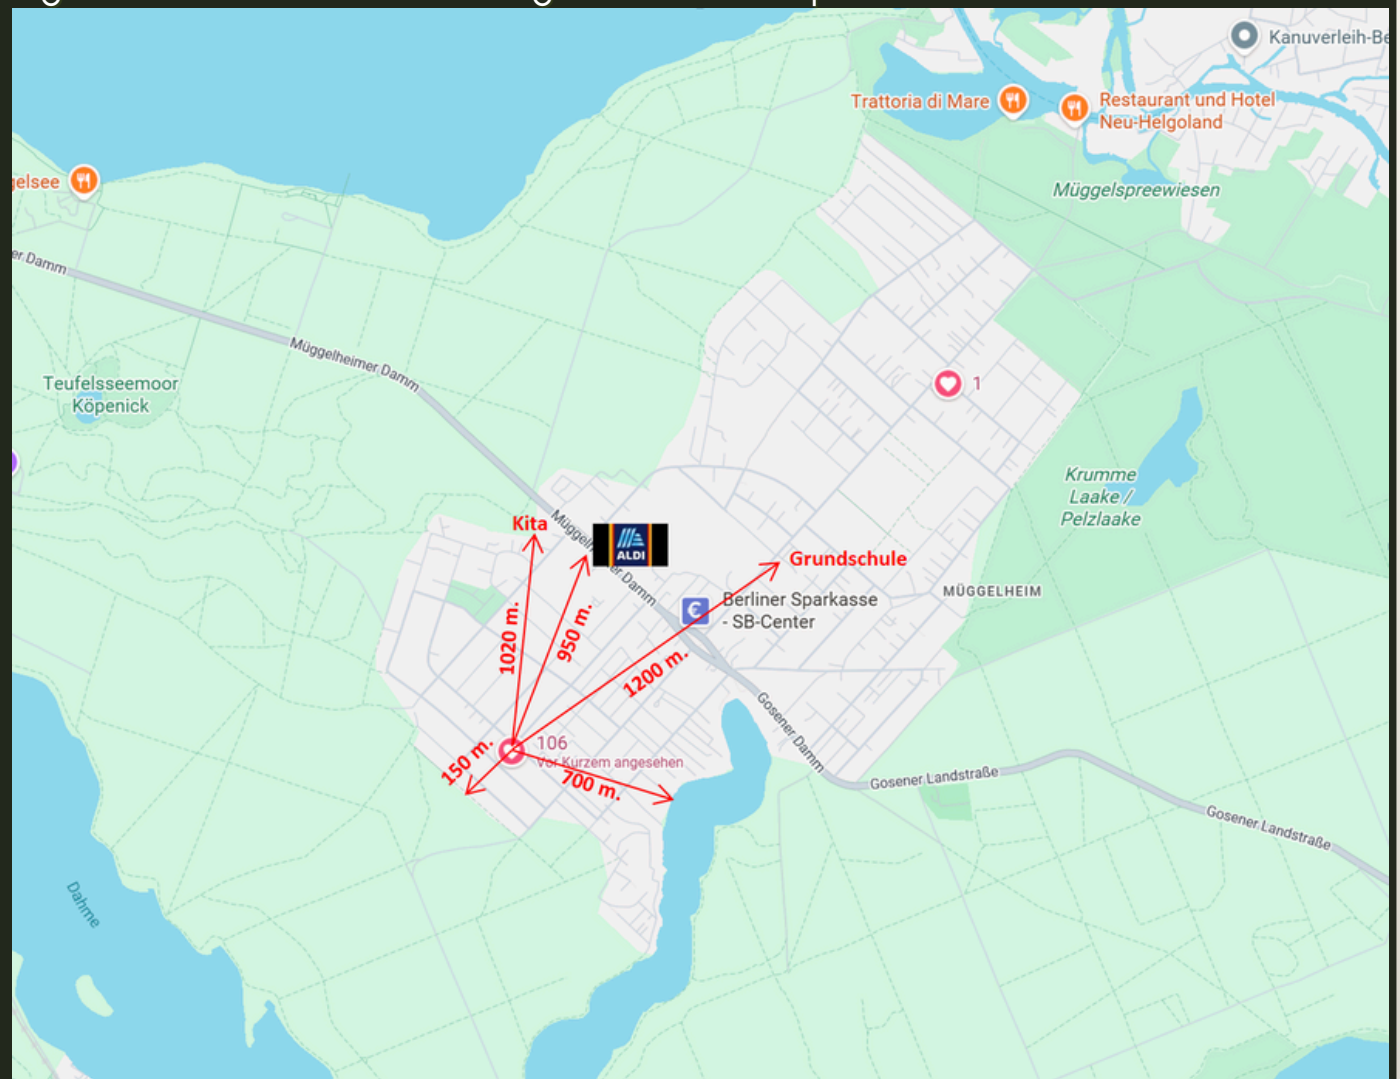 Kanuverleih-Be
Trattoria di Mare
Restaurant und Hotel
Neu-Helgoland
gelsee
Müggelspreewiesen
er Damm
Müggelheimer Damm
Teufelsseemoor
Köpenick
1
Krumme
Laake /
Pelzlaake
Kita
Müggelheimer Damm
ALDI
Grundschule
MÜGGELHEIM
Berliner Sparkasse
- SB-Center
1020 m.
950 m.
1200 m.
Gosener Damm
106
Vor Kurzem angesehen
150 m.
700 m.
Gosener Landstraße
Gosener Landstraße
Dahme